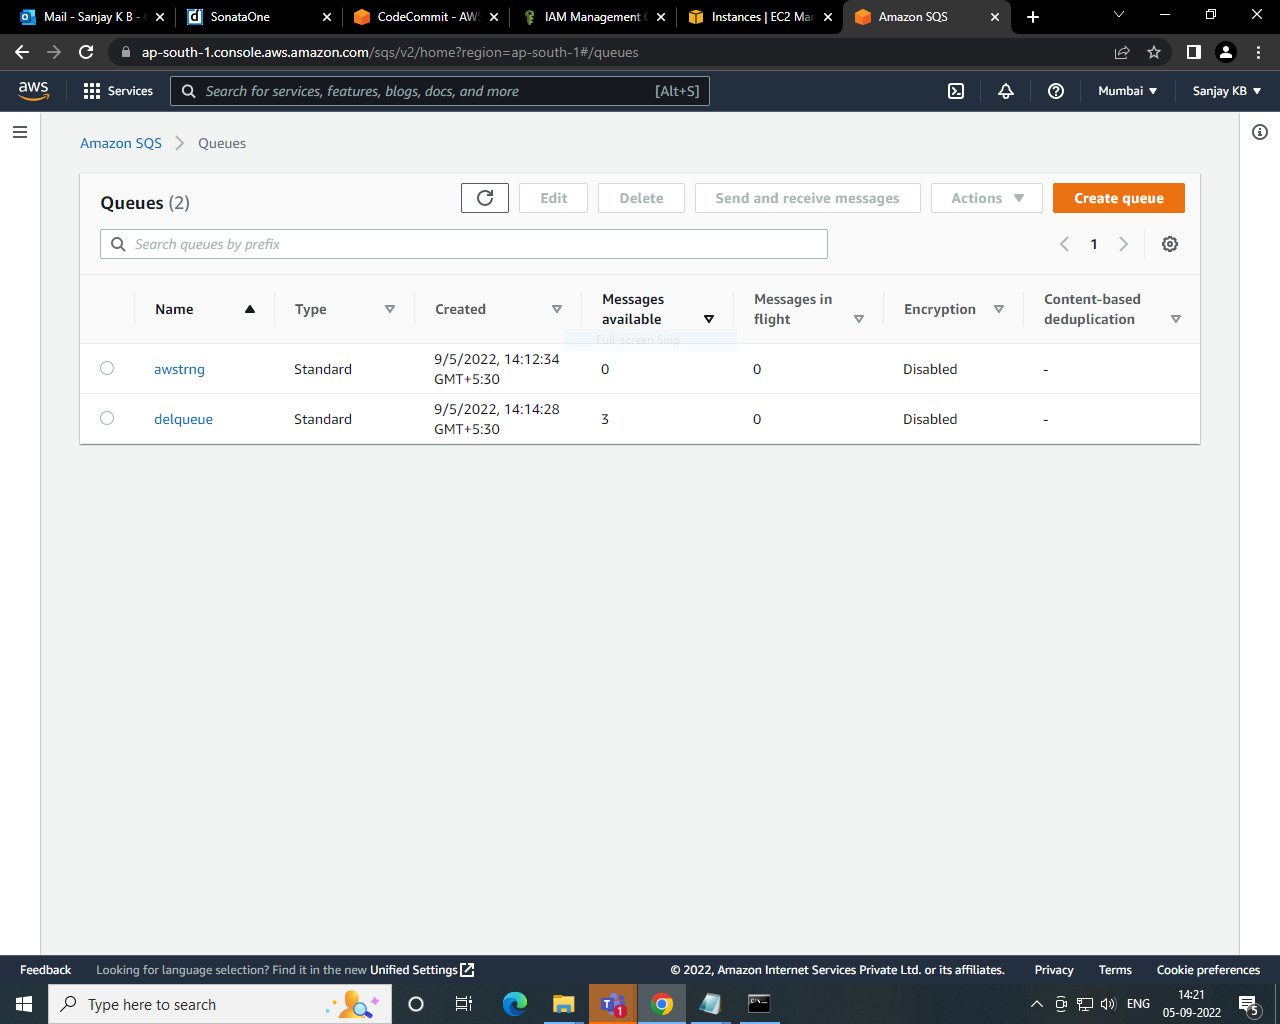 Mail - Sanjay K B -
SonataOne
CodeCommit - AWS
IAM Management
Instances | EC2 Mar
Amazon SQS
ap-south-1.console.aws.amazon.com/sqs/v2/home?region=ap-south-1#/queues
aws
Services
Search for services, features, blogs, docs, and more
[Alt+S]
Mumbai
Sanjay KB
Amazon SQS
Queues
Queues (2)
Edit
Delete
Send and receive messages
Actions
Create queue
Search queues by prefix
1
Name
Type
Created
Messages
available
Messages in
flight
Encryption
Content-based
deduplication
Full-screen Snip
awstrng
Standard
9/5/2022, 14:12:34
GMT+5:30
0
0
Disabled
-
delqueue
Standard
9/5/2022, 14:14:28
GMT+5:30
3
0
Disabled
-
Feedback
Looking for language selection? Find it in the new Unified Settings
© 2022, Amazon Internet Services Private Ltd. or its affiliates.
Privacy
Terms
Cookie preferences
Type here to search
1
ENG
14:21
05-09-2022
5